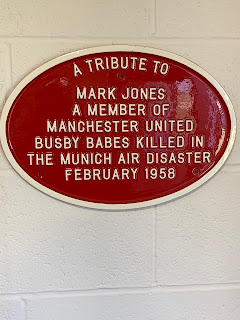 A TRIBUTE TO
MARK JONES
A MEMBER OF
MANCHESTER UNITED
BUSBY BABES KILLED IN
THE MUNICH AIR DISASTER
FEBRUARY 1958